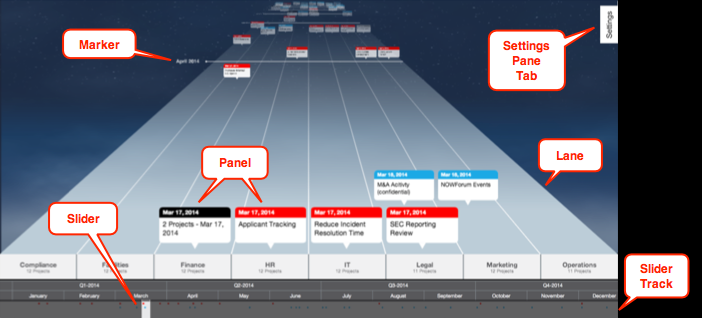 Settings
Marker
Settings
Pane
Tab
April 2014
Lane
Panel
Mar 18, 2014
M&A Activity
(confidential)
Mar 18, 2014
NOWForum Events
Slider
Mar 17, 2014
2 Projects - Mar 17,
2014
Mar 17, 2014
Applicant Tracking
Mar 17, 2014
Reduce Incident
Resolution Time
Mar 17, 2014
SEC Reporting
Review
Compliance
12 Projects
Facilities
12 Projects
Finance
12 Projects
HR
12 Projects
IT
12 Projects
Legal
11 Projects
Marketing
12 Projects
Operations
11 Projects
Slider
Track
Q1-2014
Q2-2014
Q3-2014
Q4-2014
January
February
March
April
May
June
July
August
September
October
November
December